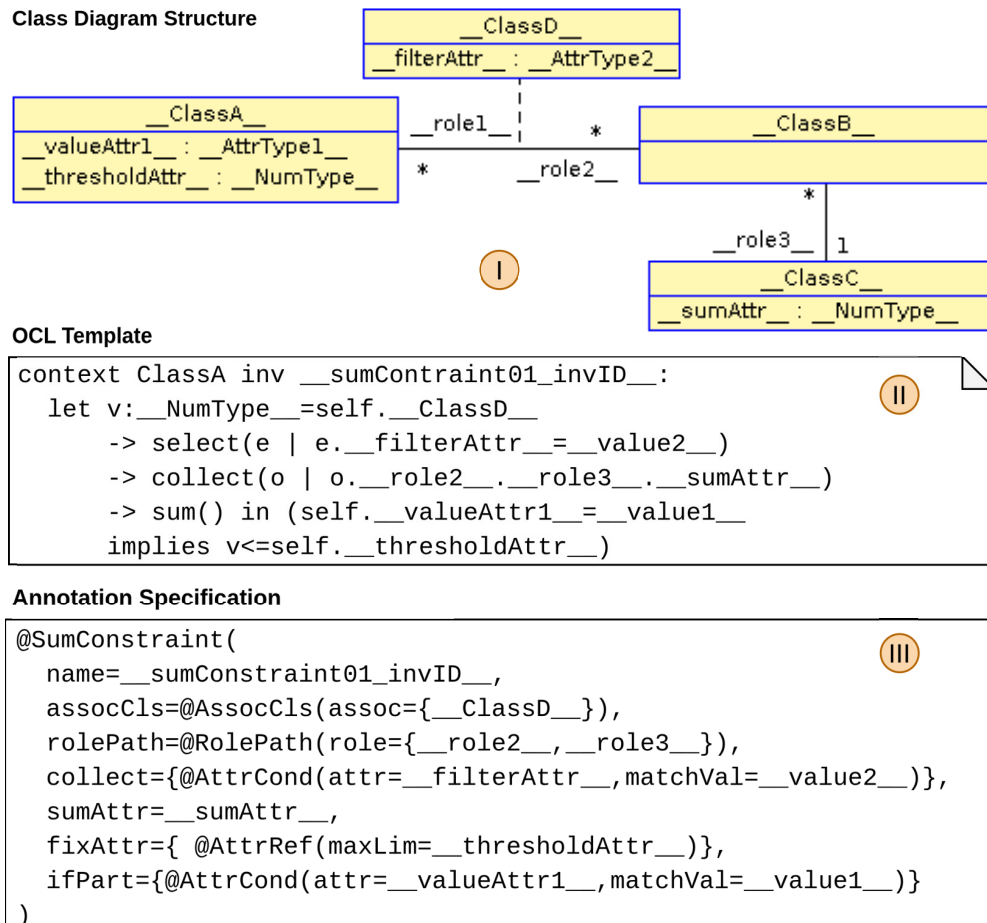 Class Diagram Structure
__ClassD__
__filterAttr__ : __AttrType2__
__ClassA__
__valueAttr1__ : __AttrType1__
__thresholdAttr__ : __NumType__
__role1__
*
*
__role2__
__ClassB__
*
__role3__
1
__ClassC__
__sumAttr__ : __NumType__
I
OCL Template
II
context ClassA inv __sumContraint01_invID__:
let v:__NumType__=self.__ClassD__
-> select(e | e.__filterAttr__=__value2__)
-> collect(o | o.__role2__.__role3__.__sumAttr__)
-> sum() in (self.__valueAttr1__=__value1__
implies v<=self.__thresholdAttr__)
Annotation Specification
III
@SumConstraint(
name=__sumConstraint01_invID__,
assocCls=@AssocCls(assoc={__ClassD__}),
rolePath=@RolePath(role={__role2__,__role3__}),
collect={@AttrCond(attr=__filterAttr__,matchVal=__value2__)},
sumAttr=__sumAttr__,
fixAttr={ @AttrRef(maxLim=__thresholdAttr__)},
ifPart={@AttrCond(attr=__valueAttr1__,matchVal=__value1__)}
)